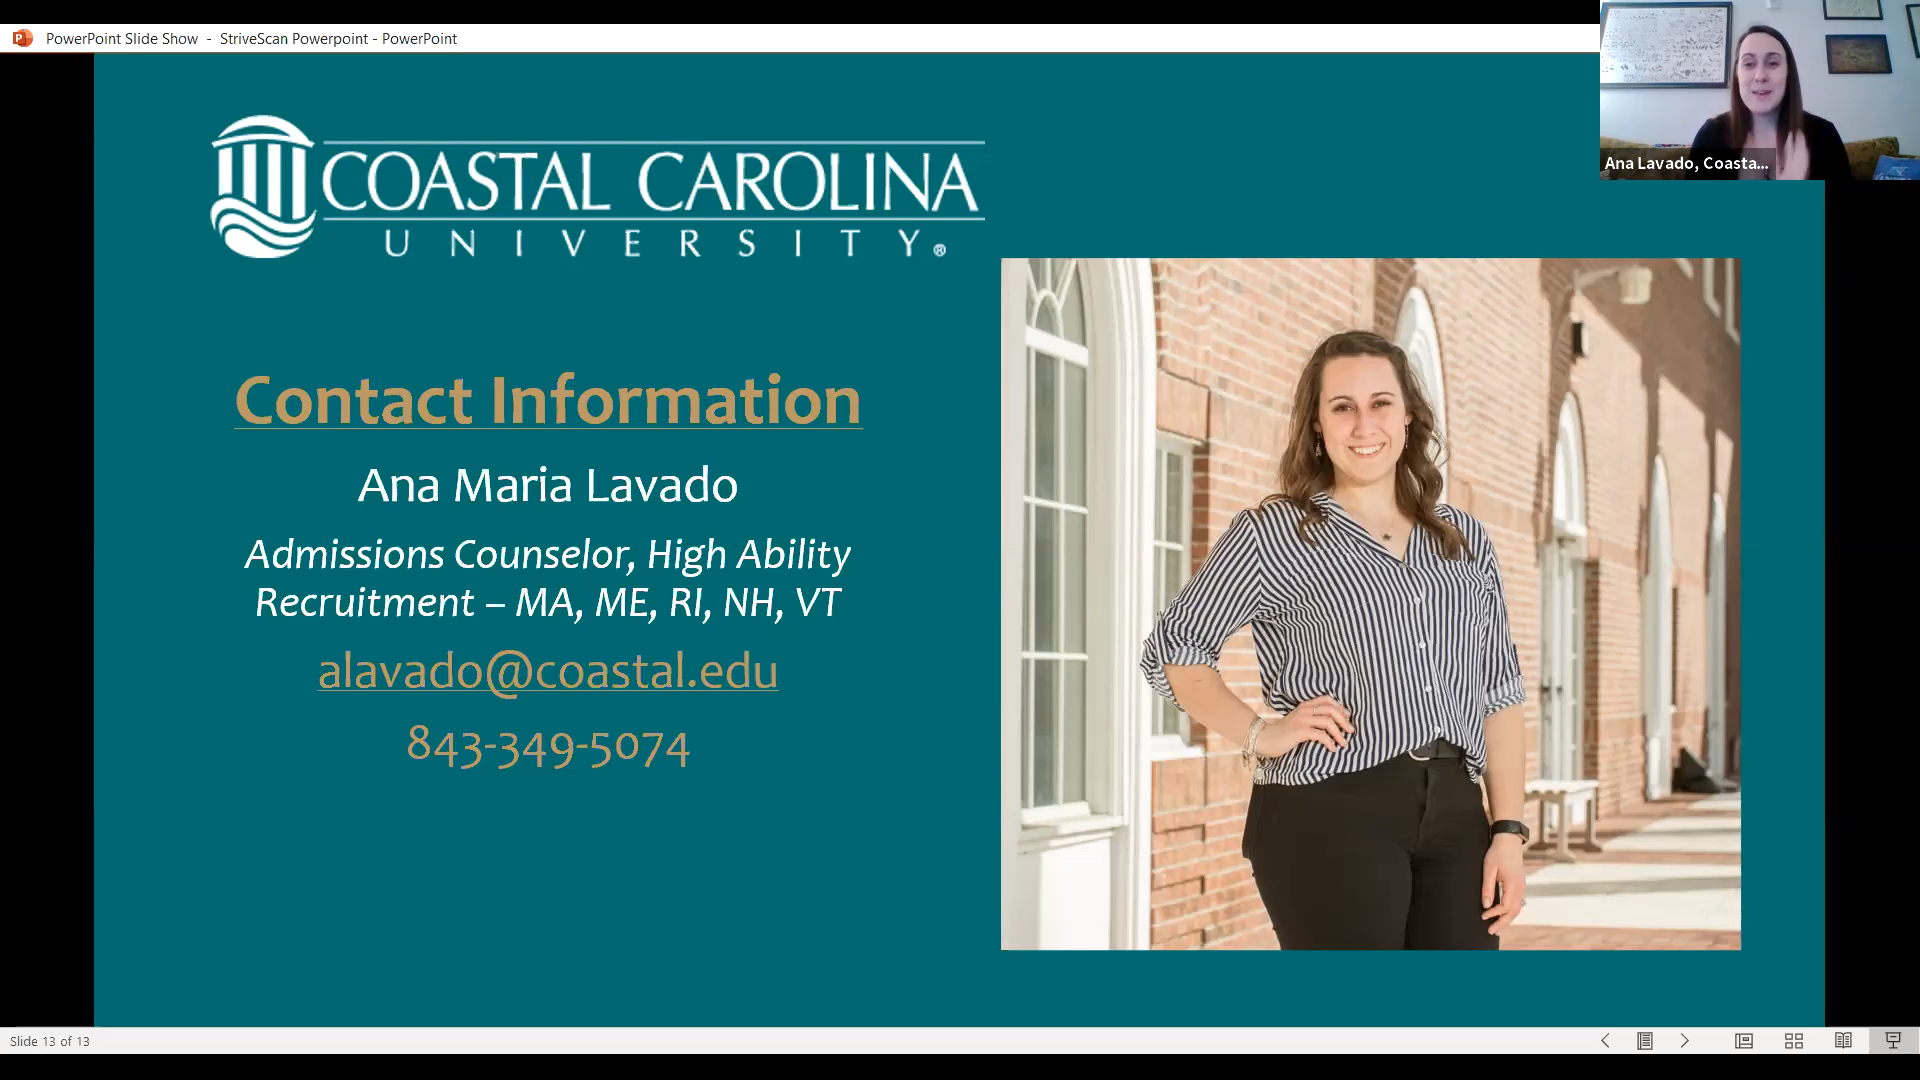 PowerPoint Slide Show - StriveScan Powerpoint - PowerPoint
Ana Lavado, Coasta...
COASTAL CAROLINA
UNIVERSITY®
Contact Information
Ana Maria Lavado
Admissions Counselor, High Ability
Recruitment – MA, ME, RI, NH, VT
alavado@coastal.edu
843-349-5074
Slide 13 of 13